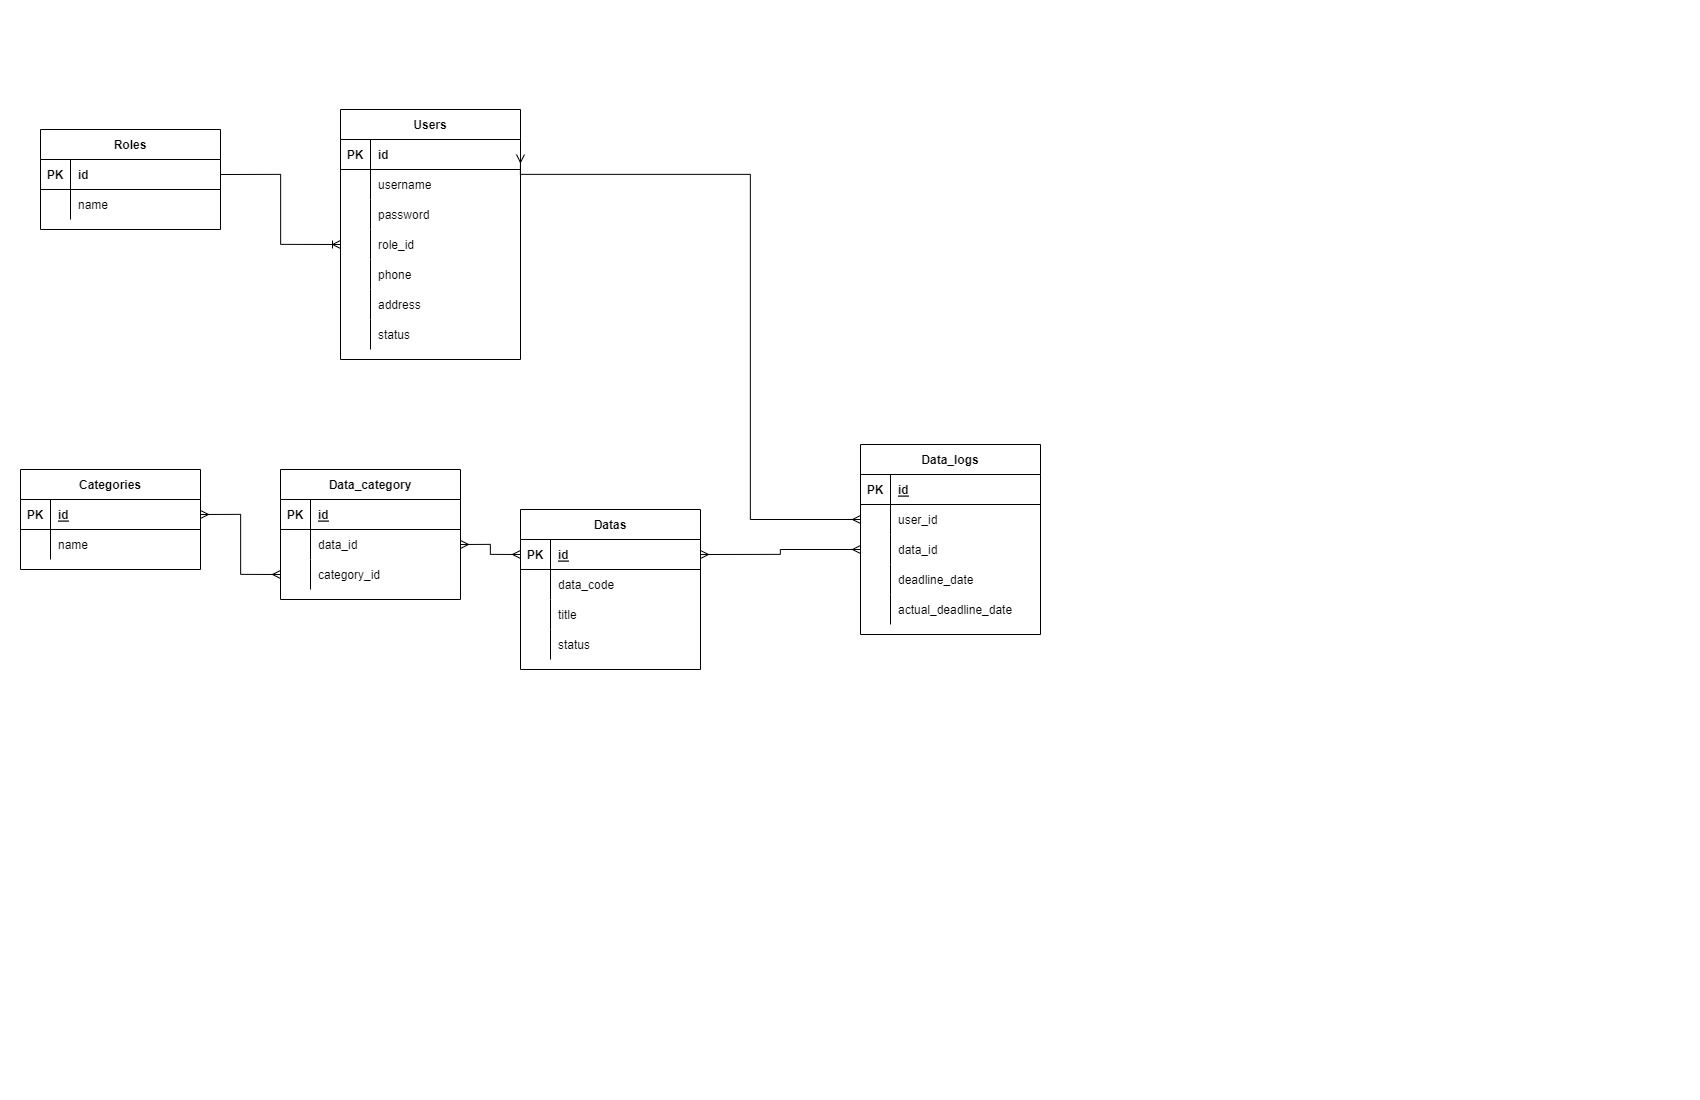 Roles
PK id
name
Users
PK id
username
password
role_id
phone
address
status
Categories
PK id
name
Data_category
PK id
data_id
category_id
Datas
PK id
data_code
title
status
Data_logs
PK id
user_id
data_id
deadline_date
actual_deadline_date